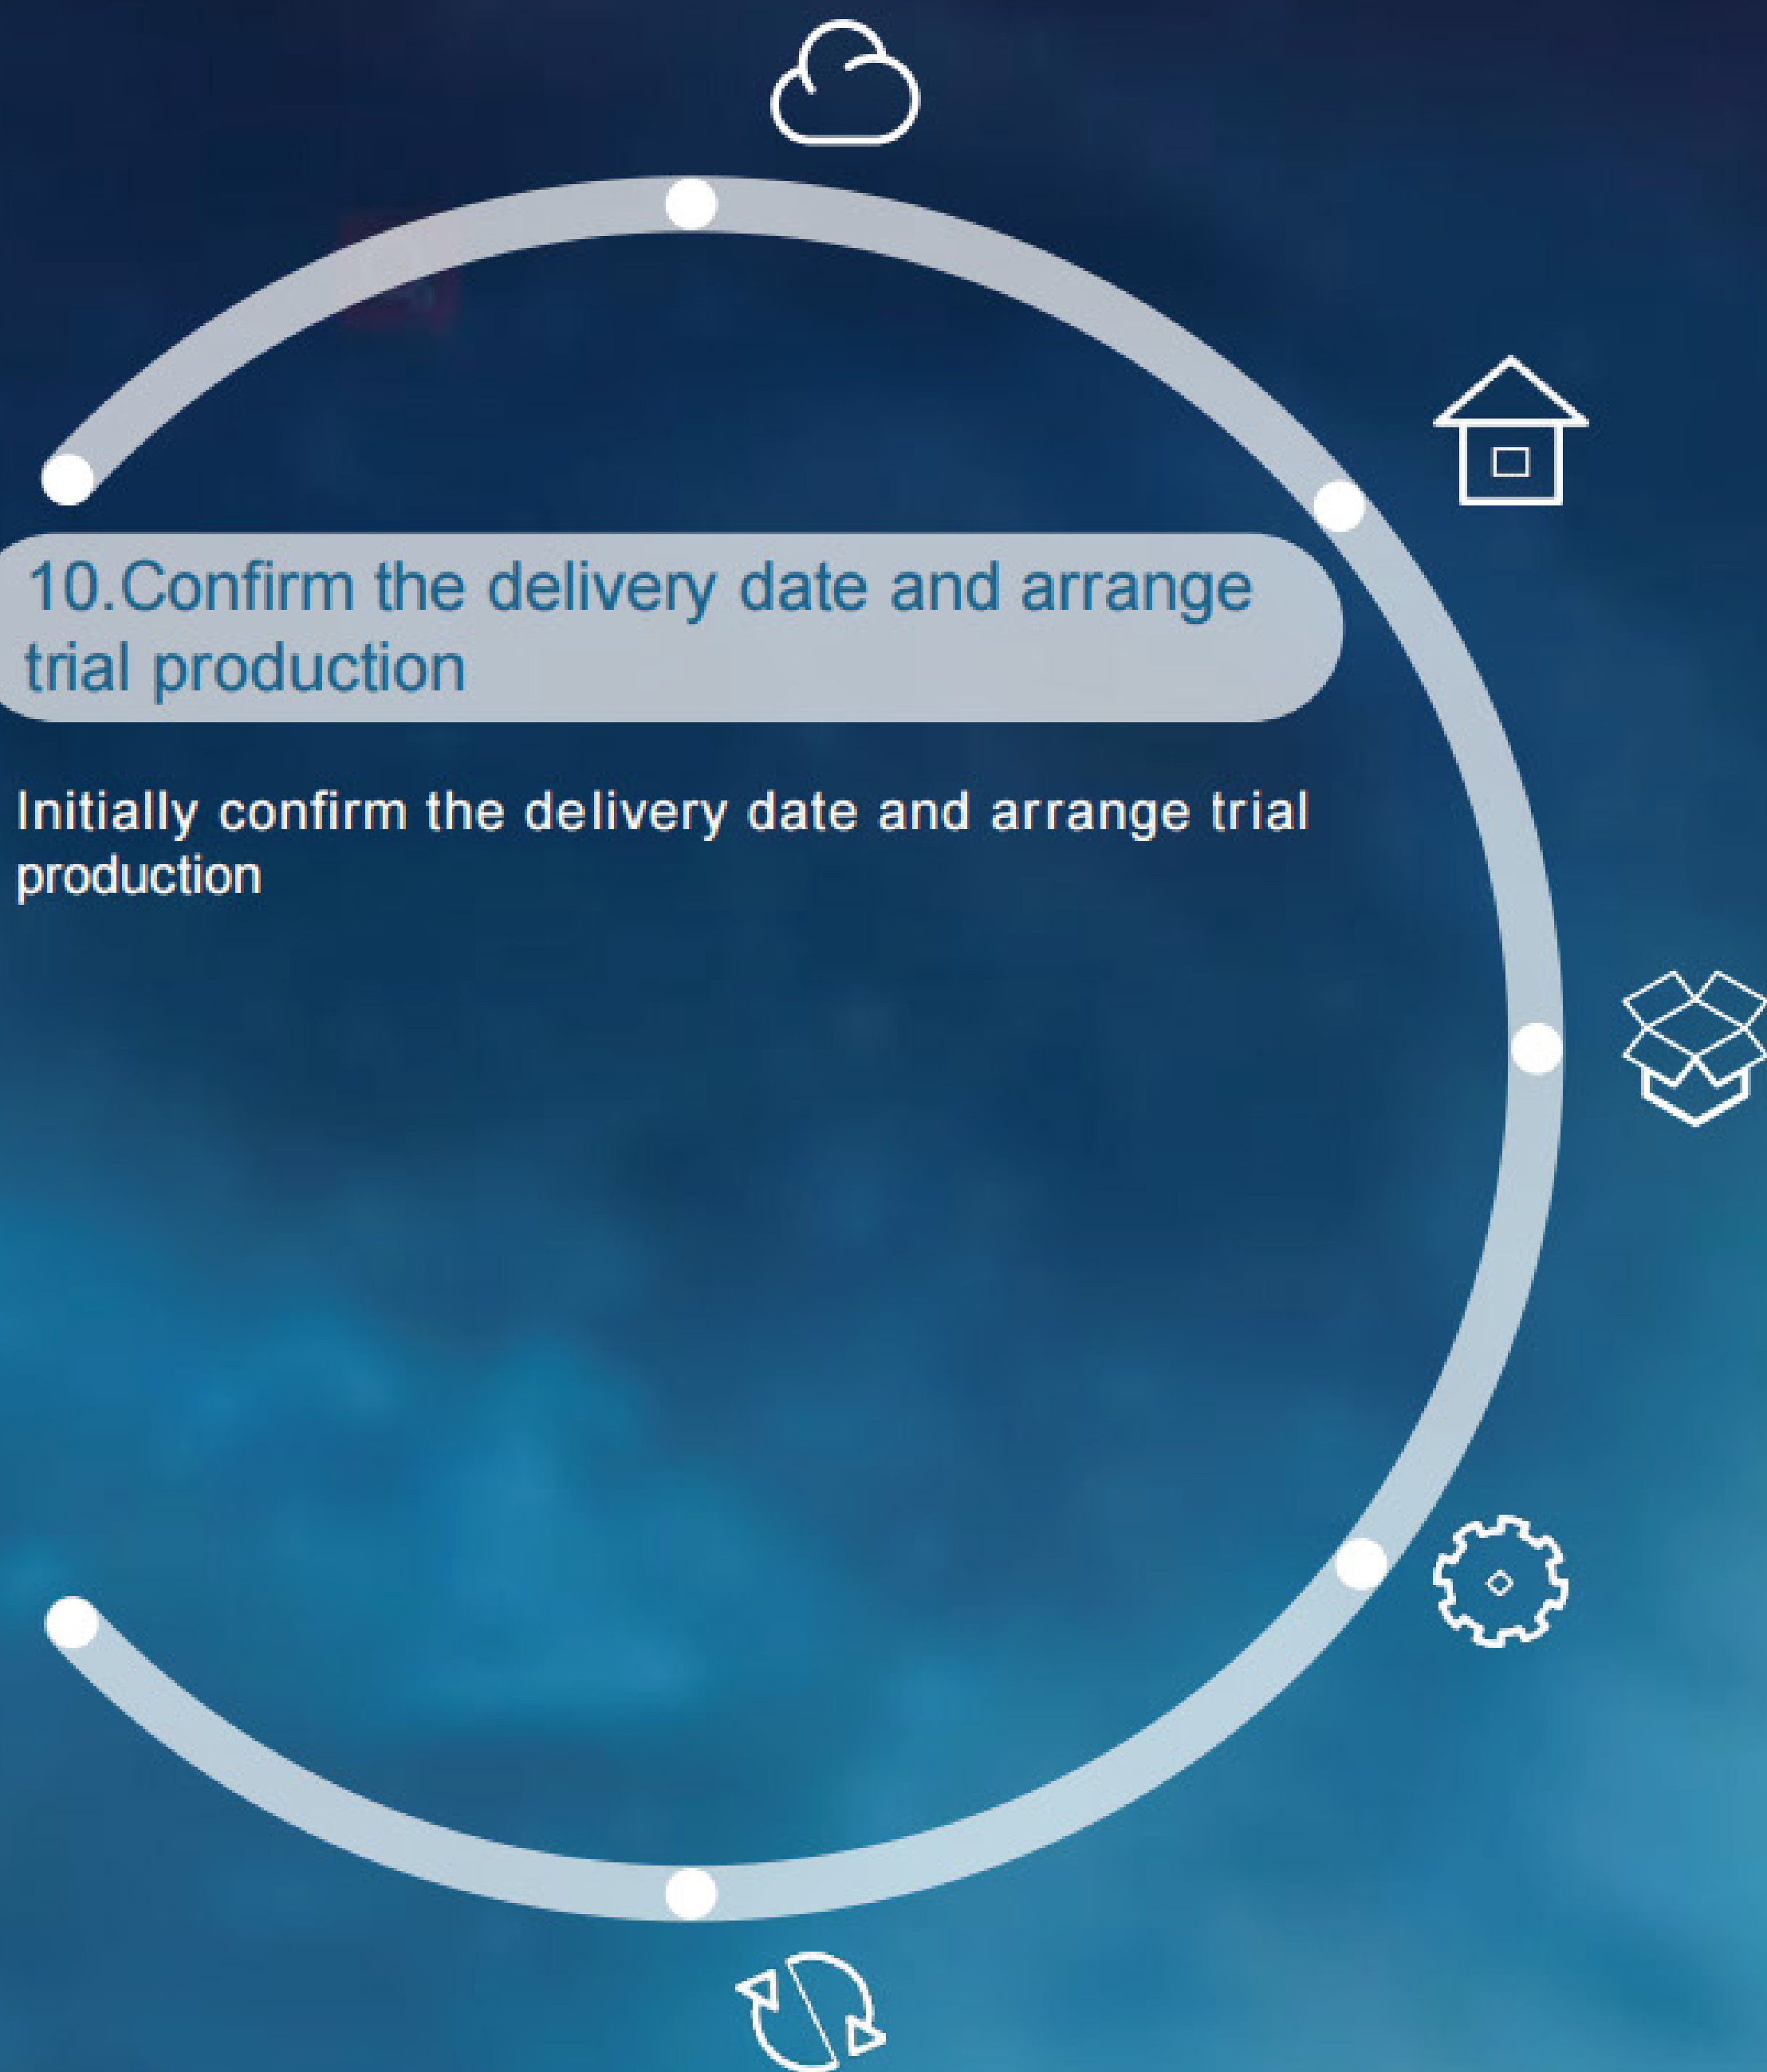 10.Confirm the delivery date and arrange
trial production
Initially confirm the delivery date and arrange trial
production